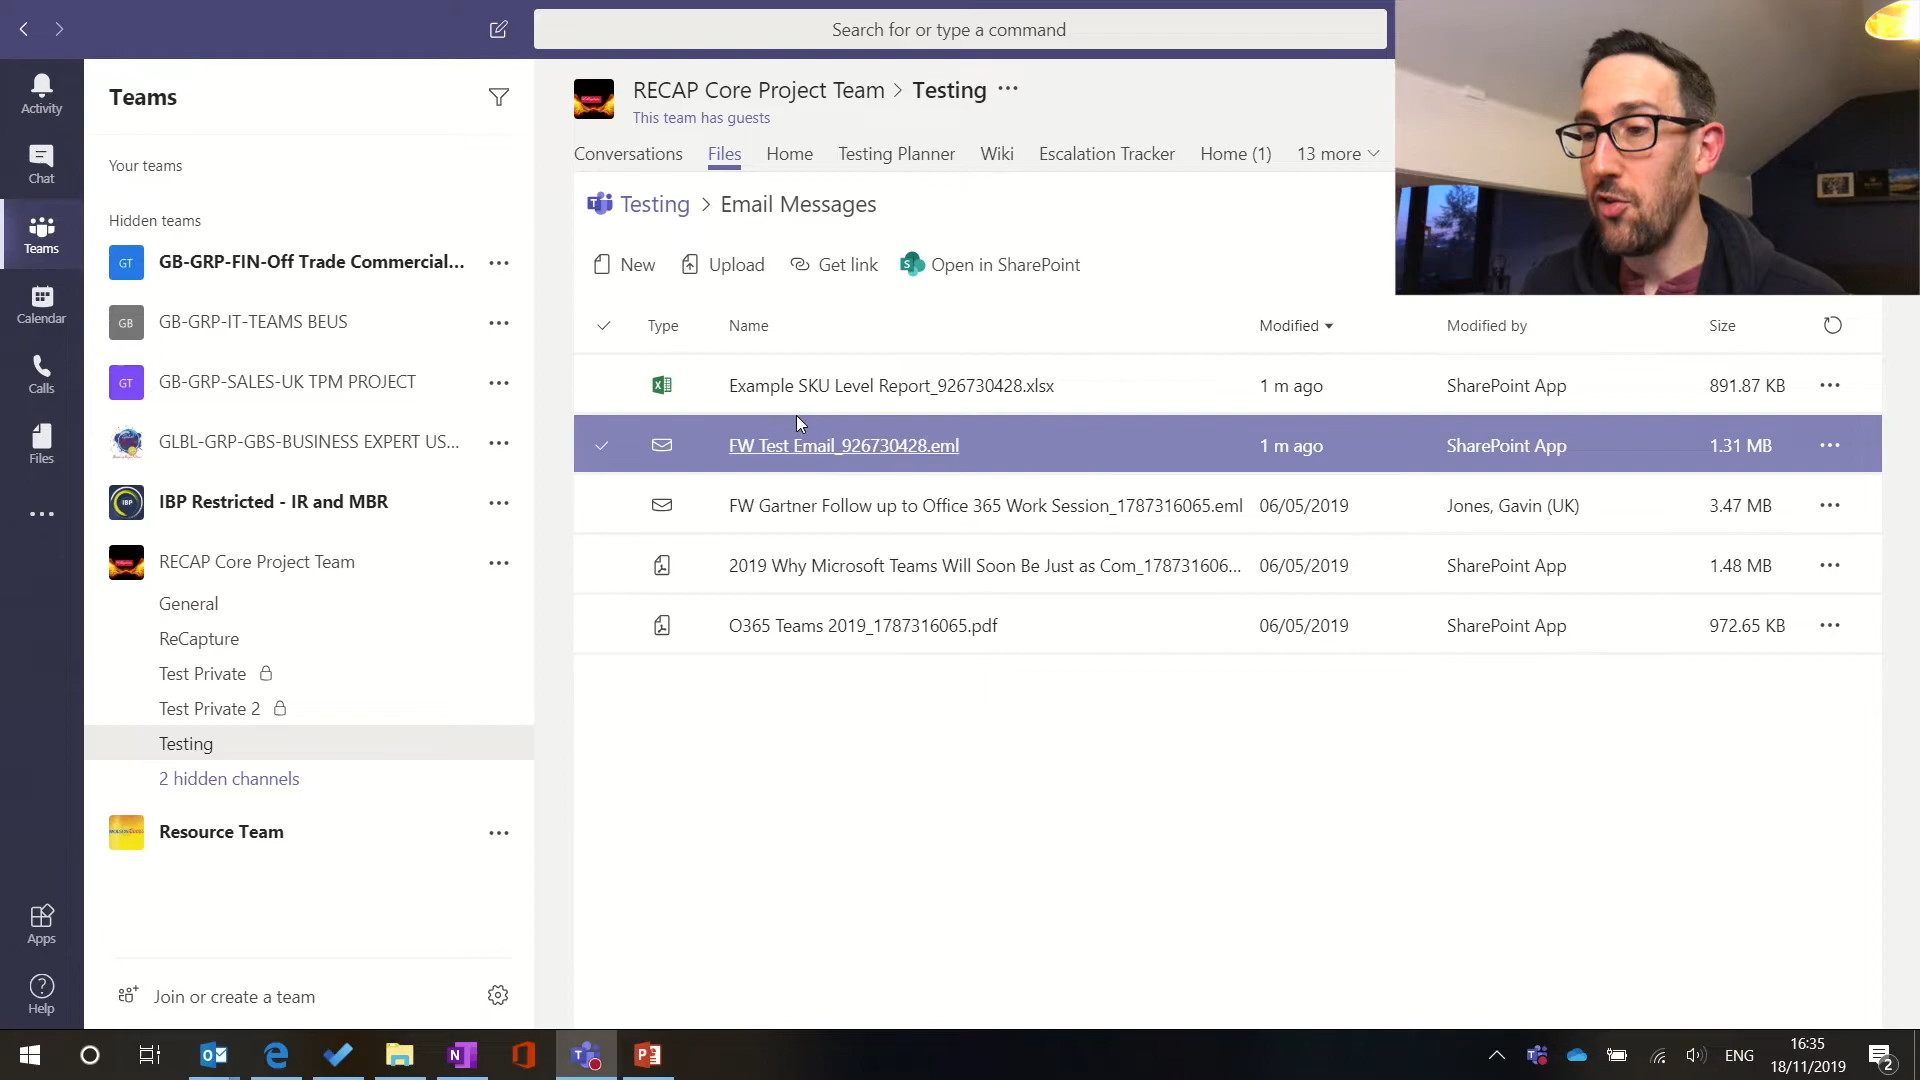 Search for or type a command
Activity
Chat
Teams
Calendar
Calls
Files
Apps
Help
Teams
Your teams
Hidden teams
GT GB-GRP-FIN-Off Trade Commercial...
GB GB-GRP-IT-TEAMS BEUS
GT GB-GRP-SALES-UK TPM PROJECT
GLBL-GRP-GBS-BUSINESS EXPERT US...
IBP IBP Restricted - IR and MBR
RECAP Core Project Team
General
ReCapture
Test Private
Test Private 2
Testing
2 hidden channels
Resource Team
Join or create a team
RECAP Core Project Team > Testing
This team has guests
Conversations Files Home Testing Planner Wiki Escalation Tracker Home (1) 13 more
Testing > Email Messages
New Upload Get link Open in SharePoint
Type Name Modified Modified by Size
Example SKU Level Report_926730428.xlsx 1 m ago SharePoint App 891.87 KB
FW Test Email_926730428.eml 1 m ago SharePoint App 1.31 MB
FW Gartner Follow up to Office 365 Work Session_1787316065.eml 06/05/2019 Jones, Gavin (UK) 3.47 MB
2019 Why Microsoft Teams Will Soon Be Just as Com_178731606... 06/05/2019 SharePoint App 1.48 MB
O365 Teams 2019_1787316065.pdf 06/05/2019 SharePoint App 972.65 KB
ENG
16:35
18/11/2019
2